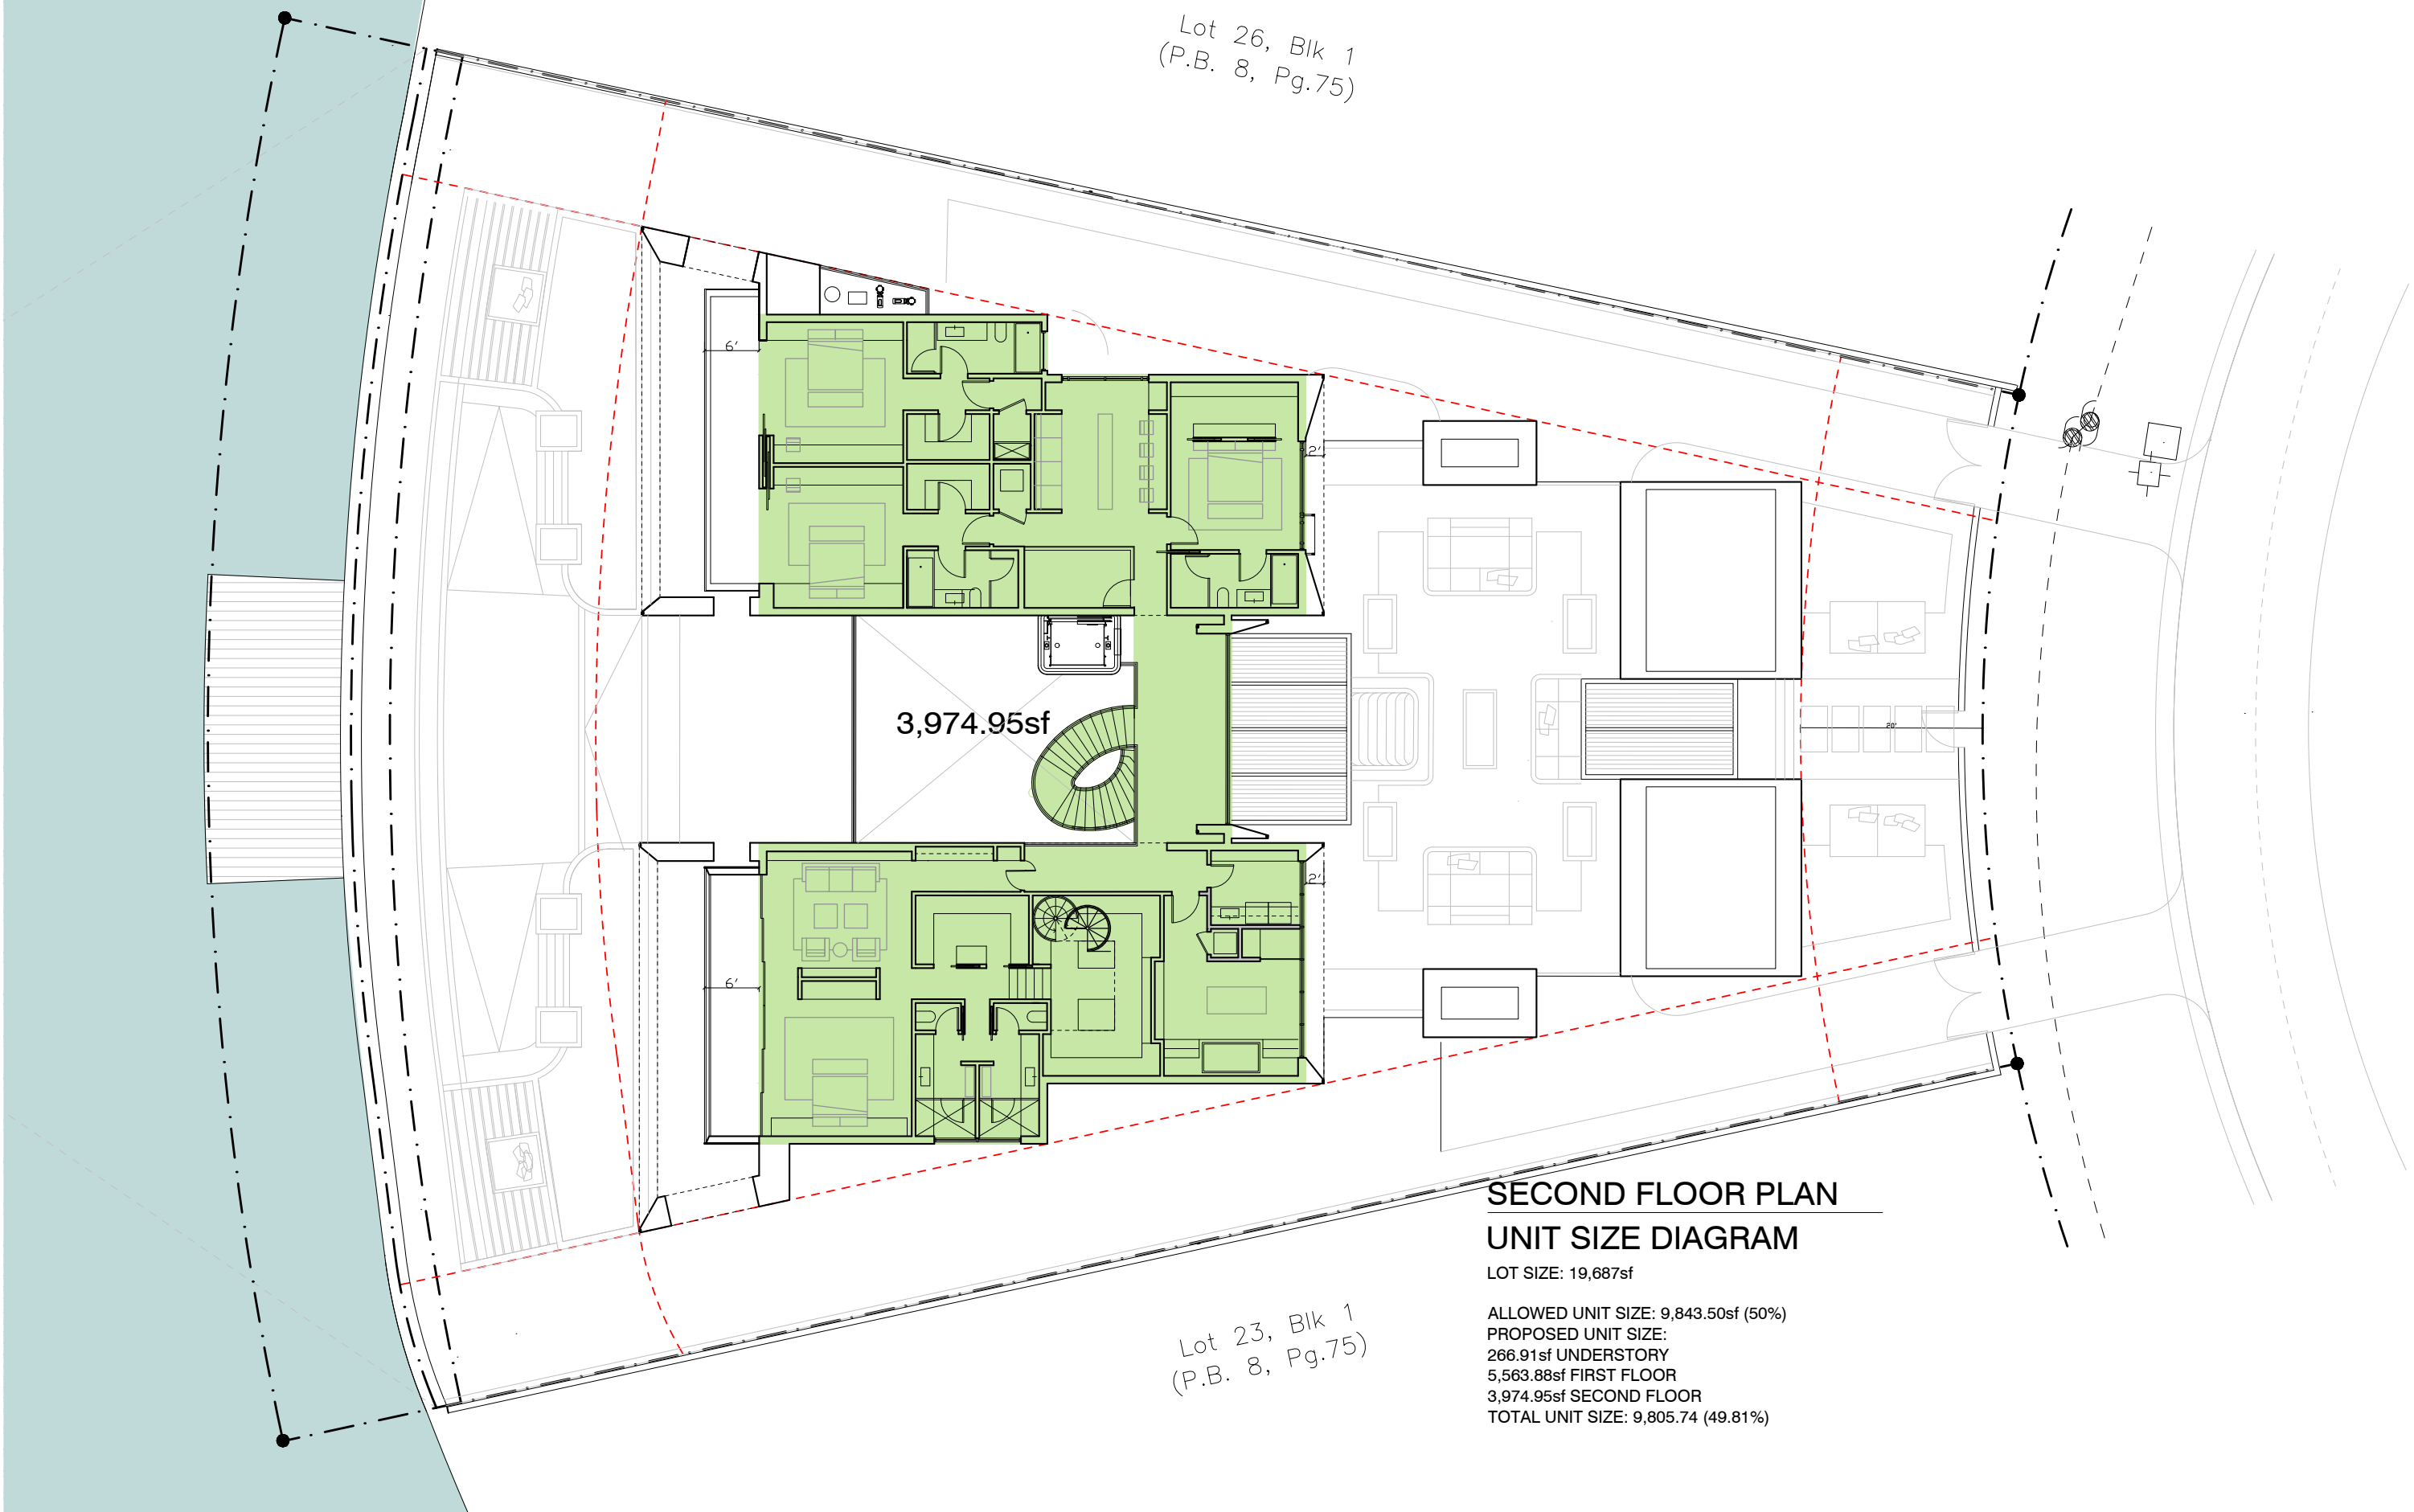 Lot 26, Blk 1
(P.B. 8, Pg.75)
6'
2'
3,974.95sf
20'
2'
6'
SECOND FLOOR PLAN
UNIT SIZE DIAGRAM
LOT SIZE: 19,687sf
ALLOWED UNIT SIZE: 9,843.50sf (50%)
PROPOSED UNIT SIZE:
266.91sf UNDERSTORY
5,563.88sf FIRST FLOOR
3,974.95sf SECOND FLOOR
TOTAL UNIT SIZE: 9,805.74 (49.81%)
Lot 23, Blk 1
(P.B. 8, Pg.75)